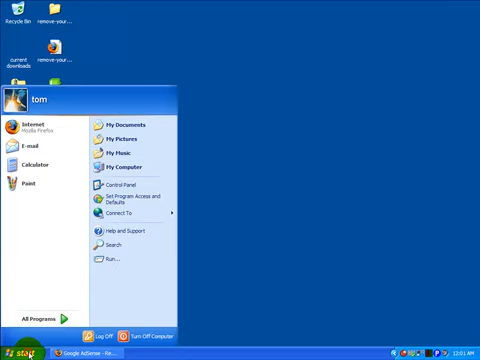 Recycle Bin
remove-your...
current
downloads
remove-your...
tom
Internet
Mozilla Firefox
E-mail
Calculator
Paint
All Programs
My Documents
My Pictures
My Music
My Computer
Control Panel
Set Program Access and
Defaults
Connect To
Help and Support
Search
Run...
Log Off
Turn Off Computer
start
Google AdSense - Re...
12:01 AM